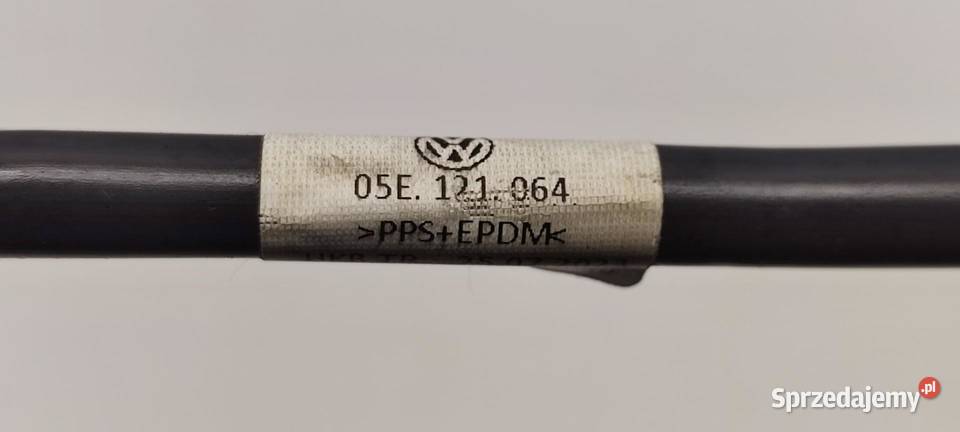 05E. 121. 064.
>PPS+EPDM<
Sprzedajemy.pl